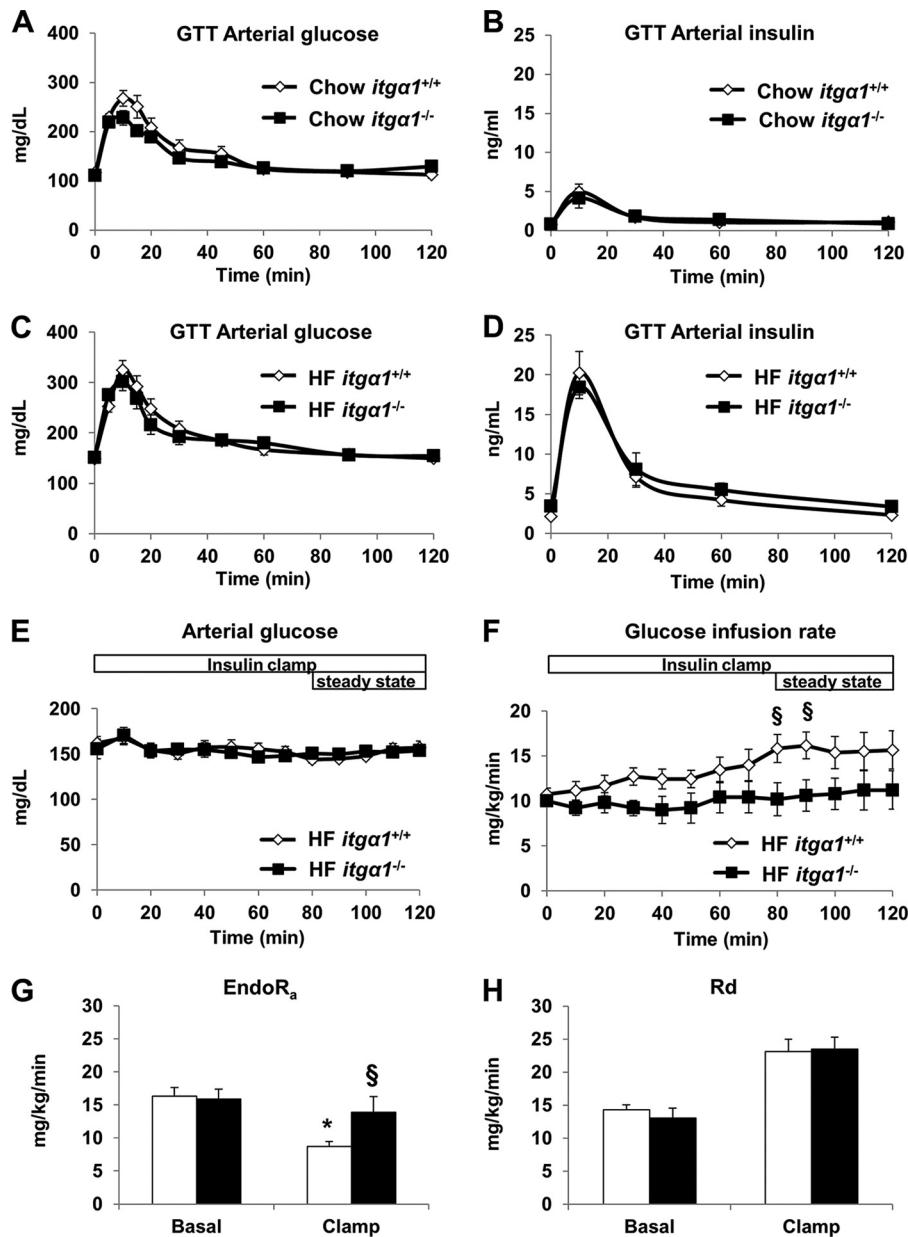 A
GTT Arterial glucose
mg/dL
400
300
200
100
0
Chow itgα1+/+
Chow itgα1-/-
0 20 40 60 80 100 120
Time (min)
B
GTT Arterial insulin
ng/ml
25
20
15
10
5
0
Chow itgα1+/+
Chow itgα1-/-
0 20 40 60 80 100 120
Time (min)
C
GTT Arterial glucose
mg/dL
400
300
200
100
0
HF itgα1+/+
HF itgα1-/-
0 20 40 60 80 100 120
Time (min)
D
GTT Arterial insulin
ng/mL
25
20
15
10
5
0
HF itgα1+/+
HF itgα1-/-
0 20 40 60 80 100 120
Time (min)
E
Arterial glucose
Insulin clamp
steady state
mg/dL
200
150
100
50
0
HF itgα1+/+
HF itgα1-/-
0 20 40 60 80 100 120
Time (min)
F
Glucose infusion rate
Insulin clamp
steady state
mg/kg/min
20
15
10
5
0
§ §
HF itgα1+/+
HF itgα1-/-
0 20 40 60 80 100 120
Time (min)
G
EndoRa
mg/kg/min
30
25
20
15
10
5
0
* §
Basal Clamp
H
Rd
mg/kg/min
30
25
20
15
10
5
0
Basal Clamp